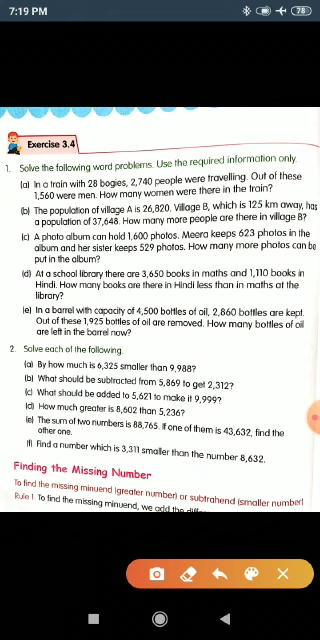 7:19 PM
78
Exercise 3.4
1. Solve the following word problems. Use the required information only.
(a) In a train with 28 bogies, 2,740 people were travelling. Out of these
1,560 were men. How many women were there in the train?
(b) The population of village A is 26,820. Village B, which is 125 km away, has
a population of 37,648. How many more people are there in village B?
(c) A photo album can hold 1,600 photos. Meera keeps 623 photos in the
album and her sister keeps 529 photos. How many more photos can be
put in the album?
(d) At a school library there are 3,650 books in maths and 1,110 books in
Hindi. How many books are there in Hindi less than in maths at the
library?
(e) In a barrel with capacity of 4,500 bottles of oil, 2,860 bottles are kept.
Out of these 1,925 bottles of oil are removed. How many bottles of oil
are left in the barrel now?
2. Solve each of the following.
(a) By how much is 6,325 smaller than 9,988?
(b) What should be subtracted from 5,869 to get 2,312?
(c) What should be added to 5,621 to make it 9,999?
(d) How much greater is 8,602 than 5,236?
(e) The sum of two numbers is 88,765. If one of them is 43,632, find the
other one.
(f) Find a number which is 3,311 smaller than the number 8,632.
Finding the Missing Number
To find the missing minuend (greater number) or subtrahend (smaller number)
Rule 1 To find the missing minuend, we add the